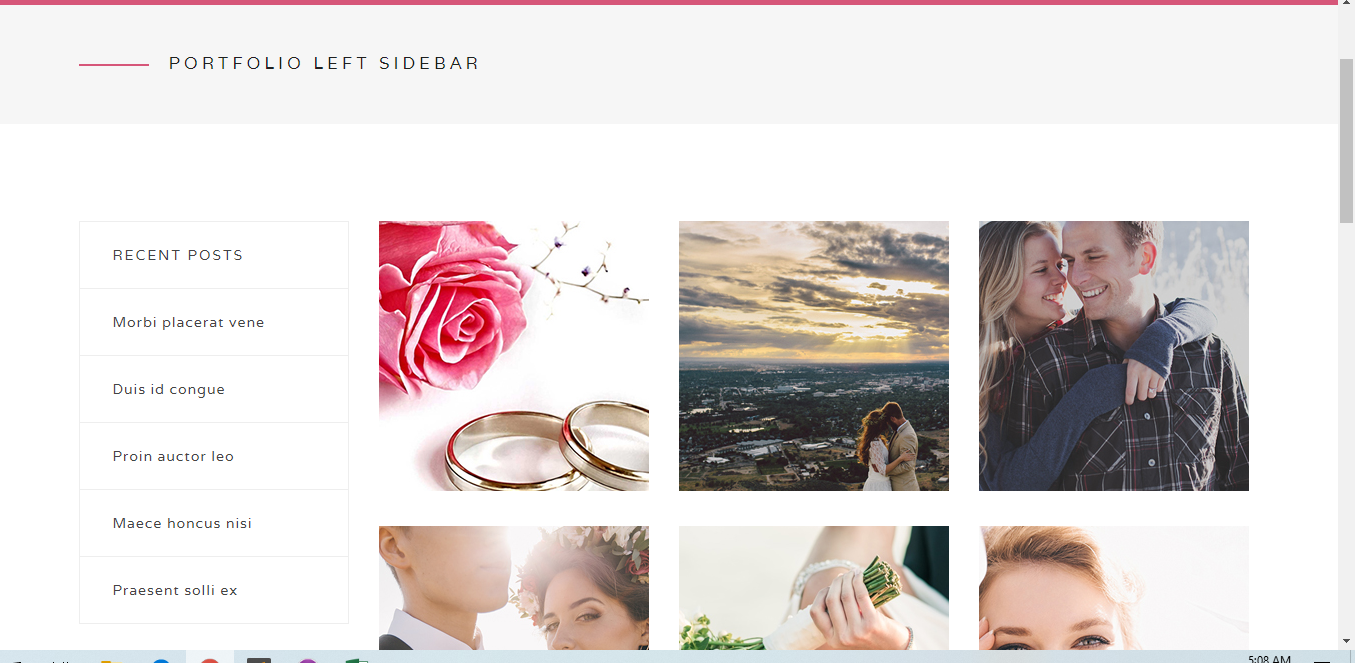 PORTFOLIO LEFT SIDEBAR
RECENT POSTS
Morbi placerat vene
Duis id congue
Proin auctor leo
Maece honcus nisi
Praesent solli ex
5:08 AM